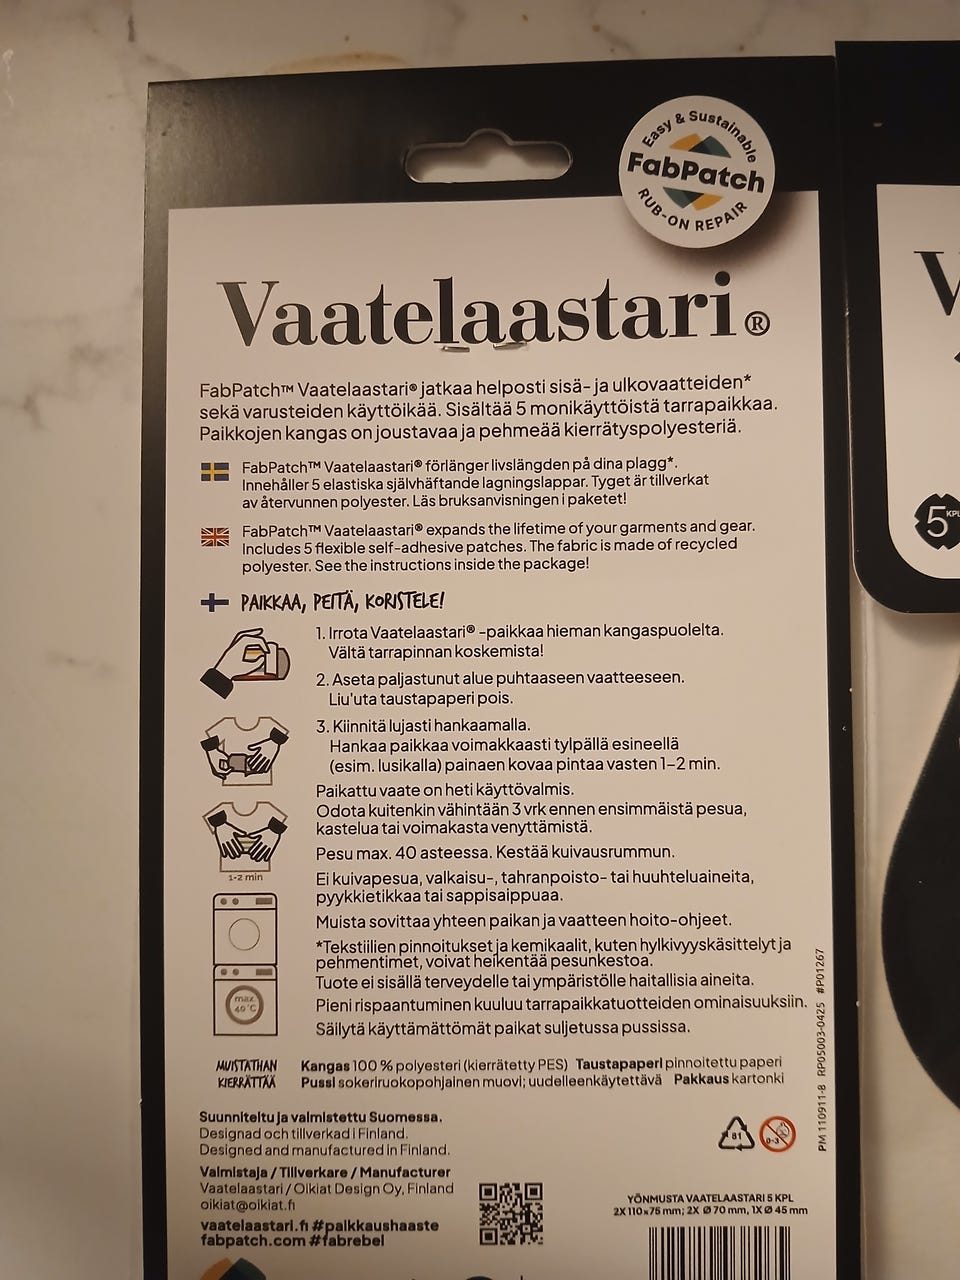 Easy & Sustainable
FabPatch
RUB-ON REPAIR
Vaatelaastari®
FabPatch™ Vaatelaastari® jatkaa helposti sisä- ja ulkovaatteiden*
sekä varusteiden käyttöikää. Sisältää 5 monikäyttöistä tarrapaikkaa.
Paikkojen kangas on joustavaa ja pehmeää kierrätyspolyesteriä.
FabPatch™ Vaatelaastari® förlänger livslängden på dina plagg*.
Innehåller 5 elastiska självhäftande lagningslappar. Tyget är tillverkat
av återvunnen polyester. Läs bruksanvisningen i paketet!
FabPatch™ Vaatelaastari® expands the lifetime of your garments and gear.
Includes 5 flexible self-adhesive patches. The fabric is made of recycled
polyester. See the instructions inside the package!
PAIKKAA, PEITÄ, KORISTELE!
1. Irrota Vaatelaastari® -paikkaa hieman kangaspuolelta.
Vältä tarrapinnan koskemista!
2. Aseta paljastunut alue puhtaaseen vaatteeseen.
Liu'uta taustapaperi pois.
3. Kiinnitä lujasti hankaamalla.
Hankaa paikkaa voimakkaasti tylpällä esineellä
(esim. lusikalla) painaen kovaa pintaa vasten 1–2 min.
Paikattu vaate on heti käyttövalmis.
Odota kuitenkin vähintään 3 vrk ennen ensimmäistä pesua,
kastelua tai voimakasta venyttämistä.
1-2 min
Pesu max. 40 asteessa. Kestää kuivausrummun.
Ei kuivapesua, valkaisu-, tahranpoisto- tai huuhteluaineita,
pyykkietikkaa tai sappisaippuaa.
Muista sovittaa yhteen paikan ja vaatteen hoito-ohjeet.
*Tekstiilien pinnoitukset ja kemikaalit, kuten hylkivyyskäsittelyt ja
pehmentimet, voivat heikentää pesunkestoa.
Tuote ei sisällä terveydelle tai ympäristölle haitallisia aineita.
Pieni rispaantuminen kuuluu tarrapaikkatuotteiden ominaisuuksiin.
Säilytä käyttämättömät paikat suljetussa pussissa.
max.
40°C
MUISTATHAN
KIERRÄTTÄÄ
Kangas 100 % polyesteri (kierrätetty PES) Taustapaperi pinnoitettu paperi
Pussi sokeriruokopohjainen muovi; uudelleenkäytettävä Pakkaus kartonki
Suunniteltu ja valmistettu Suomessa.
Designad och tillverkad i Finland.
Designed and manufactured in Finland.
Valmistaja / Tillverkare / Manufacturer
Vaatelaastari / Oikiat Design Oy, Finland
oikiat@oikiat.fi
vaatelaastari.fi #paikkaushaaste
fabpatch.com #fabrebel
81
0-3
YÖNMUSTA VAATELAASTARI 5 KPL
2X 110x75 mm; 2X Ø 70 mm, 1X Ø 45 mm
PM 110911-8 RP05003-0425 #P01267
V
5 KPL